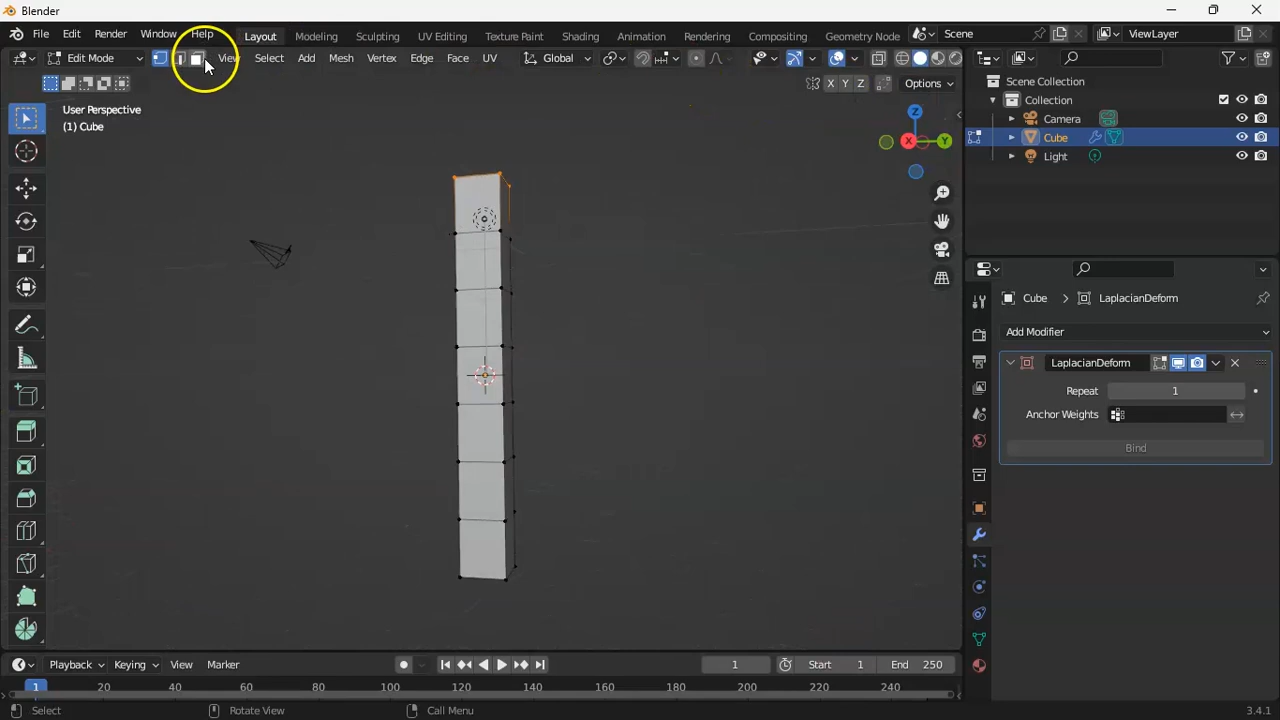 Blender
File Edit Render Window Help Layout Modeling Sculpting UV Editing Texture Paint Shading Animation Rendering Compositing Geometry Node Scene ViewLayer
Edit Mode View Select Add Mesh Vertex Edge Face UV Global
X Y Z Options
User Perspective
(1) Cube
Z
X Y
Scene Collection
Collection
Camera
Cube
Light
Cube > LaplacianDeform
Add Modifier
LaplacianDeform
Repeat 1
Anchor Weights
Bind
Playback Keying View Marker 1 Start 1 End 250
1 20 40 60 80 100 120 140 160 180 200 220 240
Select Rotate View Call Menu 3.4.1